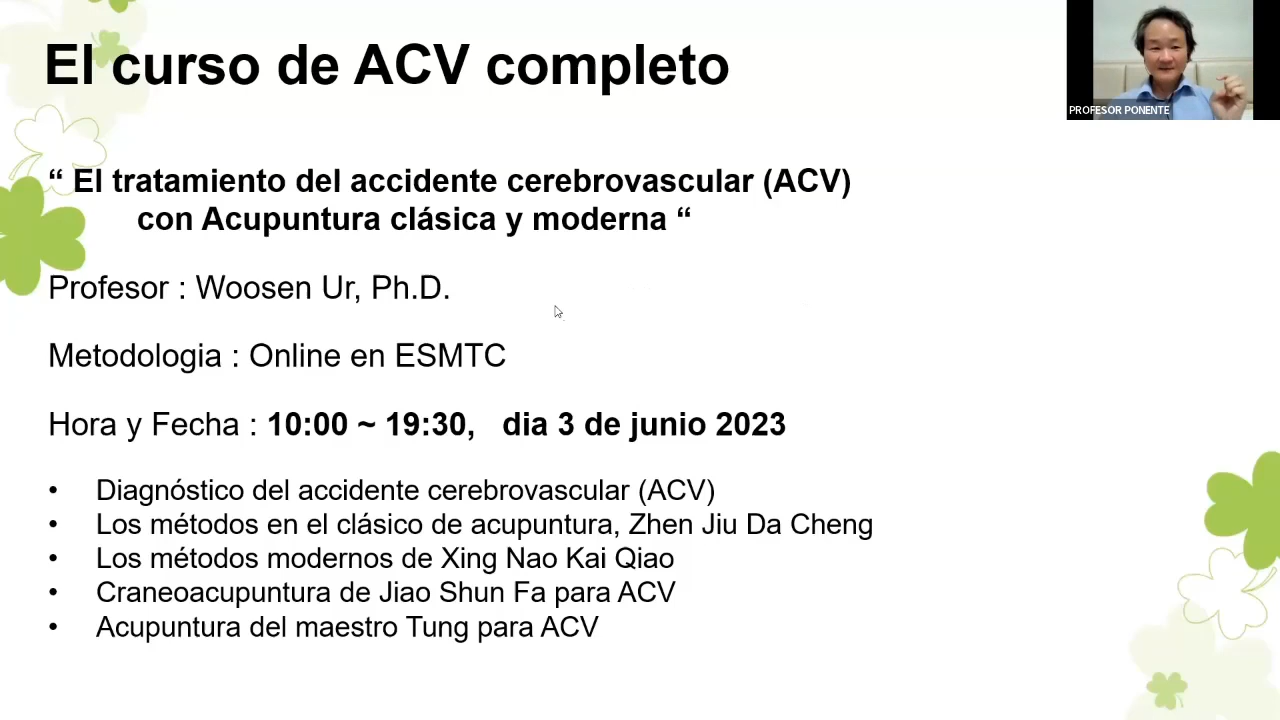 El curso de ACV completo
PROFESOR PONENTE
“ El tratamiento del accidente cerebrovascular (ACV)
con Acupuntura clásica y moderna “
Profesor : Woosen Ur, Ph.D.
Metodologia : Online en ESMTC
Hora y Fecha : 10:00 ~ 19:30, dia 3 de junio 2023
• Diagnóstico del accidente cerebrovascular (ACV)
• Los métodos en el clásico de acupuntura, Zhen Jiu Da Cheng
• Los métodos modernos de Xing Nao Kai Qiao
• Craneoacupuntura de Jiao Shun Fa para ACV
• Acupuntura del maestro Tung para ACV